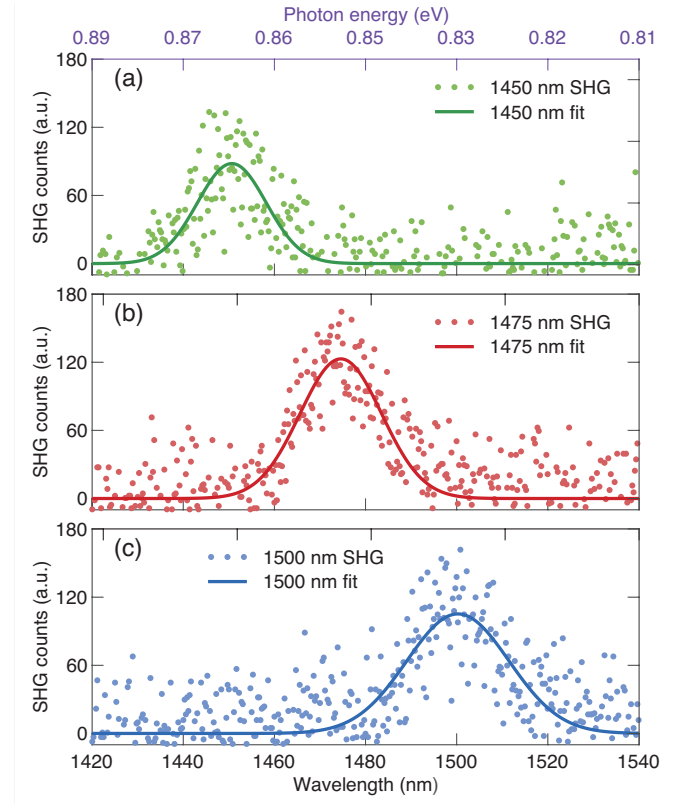 Photon energy (eV)
0.89 0.87 0.86 0.85 0.83 0.82 0.81
180
120
60
0
SHG counts (a.u.)
(a)
1450 nm SHG
1450 nm fit
180
120
60
0
SHG counts (a.u.)
(b)
1475 nm SHG
1475 nm fit
180
120
60
0
SHG counts (a.u.)
(c)
1500 nm SHG
1500 nm fit
1420 1440 1460 1480 1500 1520 1540
Wavelength (nm)